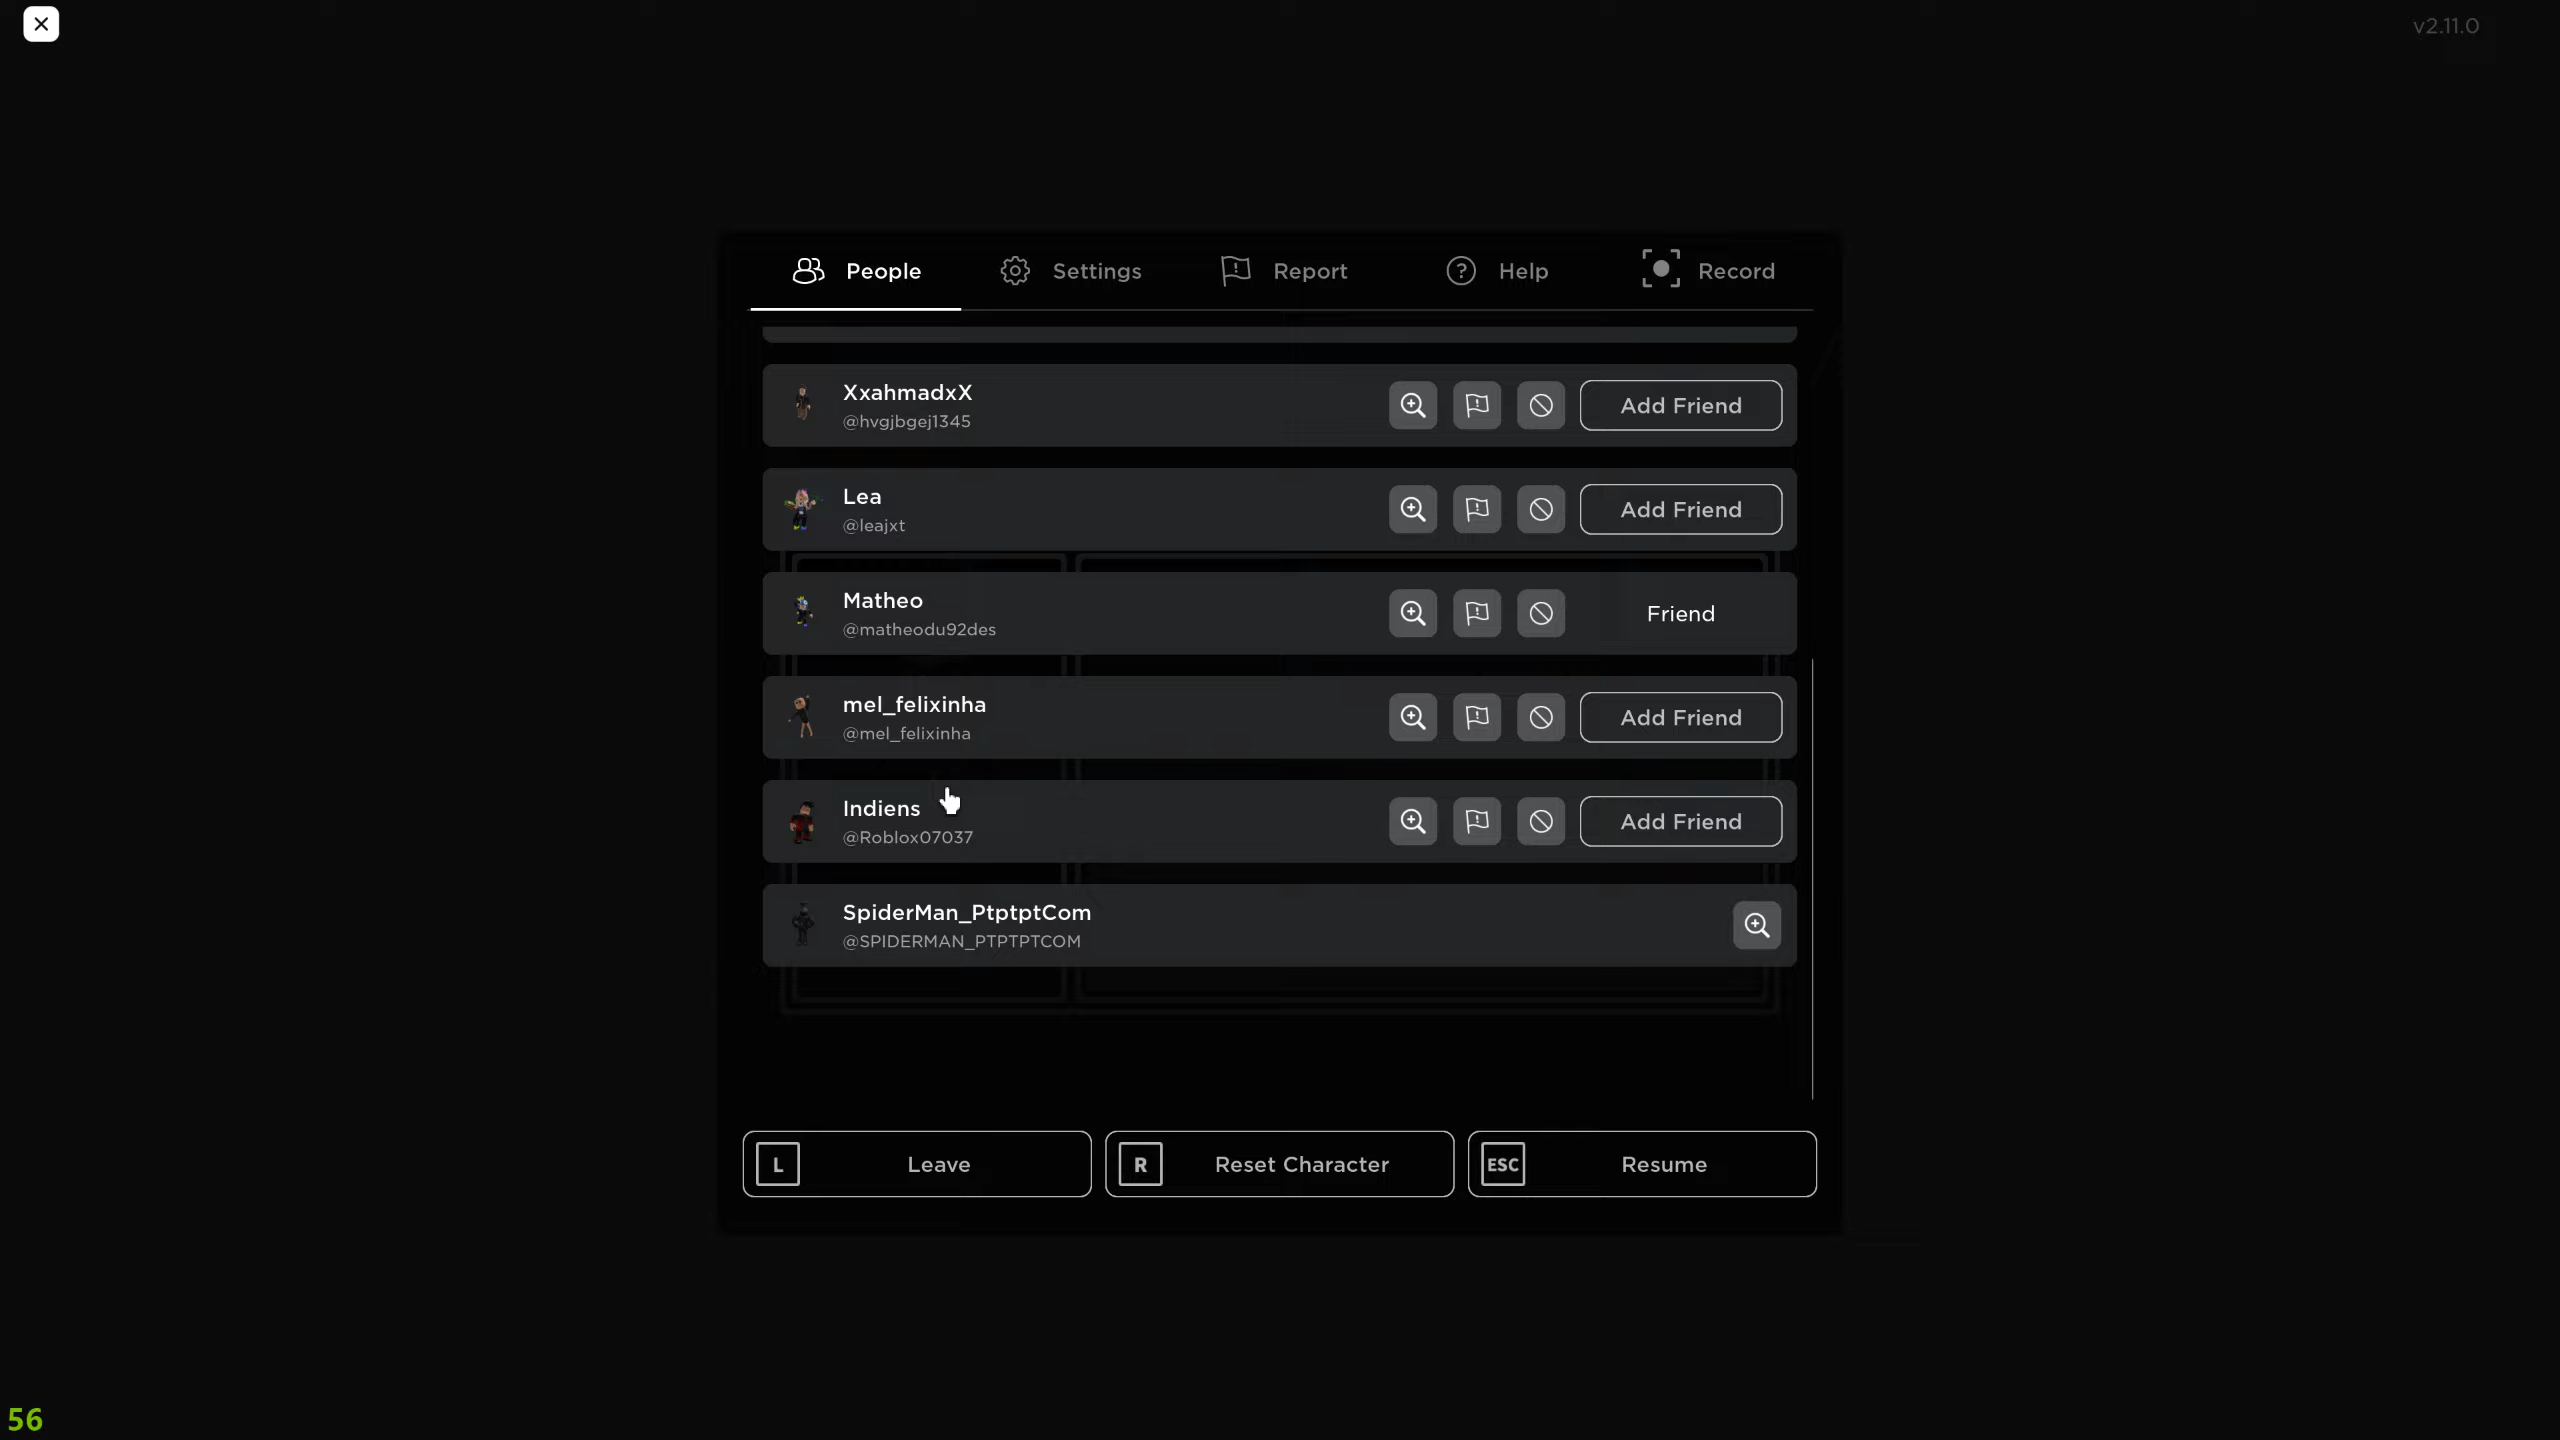 v2.11.0
People
Settings
Report
Help
Record
XxahmadxX
@hvgjbgej1345
Add Friend
Lea
@leajxt
Add Friend
Matheo
@matheodu92des
Friend
mel_felixinha
@mel_felixinha
Add Friend
Indiens
@Roblox07037
Add Friend
SpiderMan_PtptptCom
@SPIDERMAN_PTPTPTCOM
L Leave
R Reset Character
ESC Resume
56